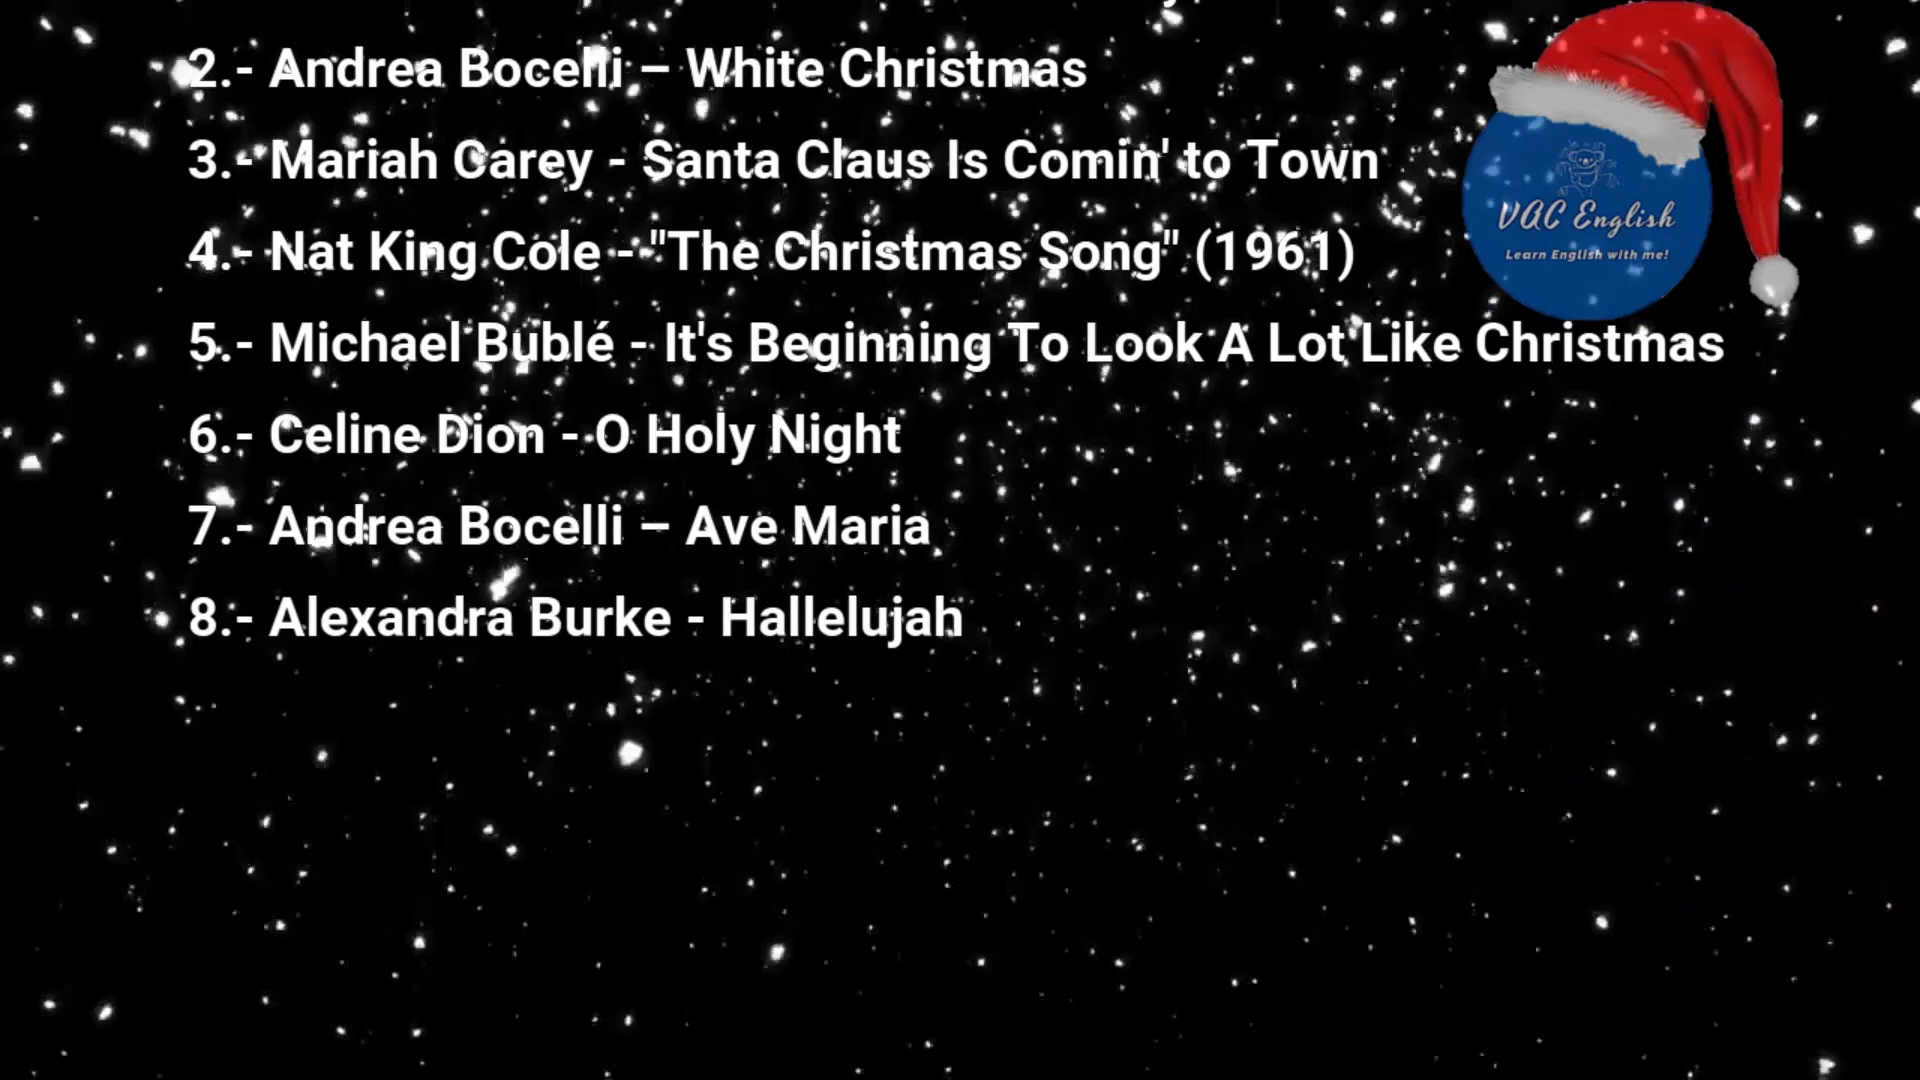 2.- Andrea Bocelli – White Christmas
3.- Mariah Carey - Santa Claus Is Comin' to Town
4.- Nat King Cole - "The Christmas Song" (1961)
VAC English
Learn English with me!
5.- Michael Bublé - It's Beginning To Look A Lot Like Christmas
6.- Celine Dion - O Holy Night
7.- Andrea Bocelli – Ave Maria
8.- Alexandra Burke - Hallelujah